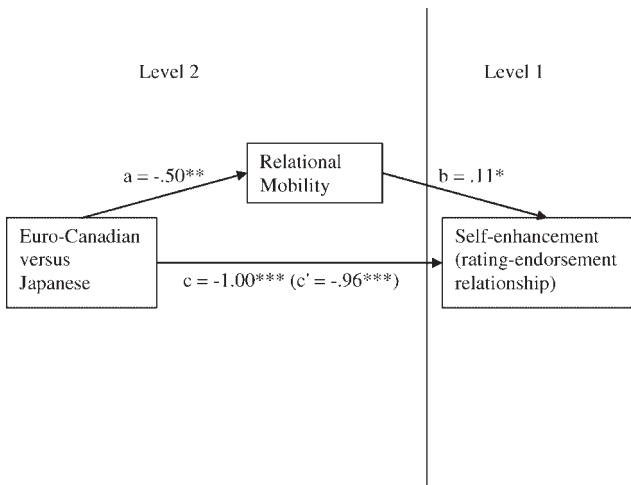 Level 2
Level 1
a = -.50**
Relational
Mobility
b = .11*
Euro-Canadian
versus
Japanese
c = -1.00*** (c' = -.96***)
Self-enhancement
(rating-endorsement
relationship)